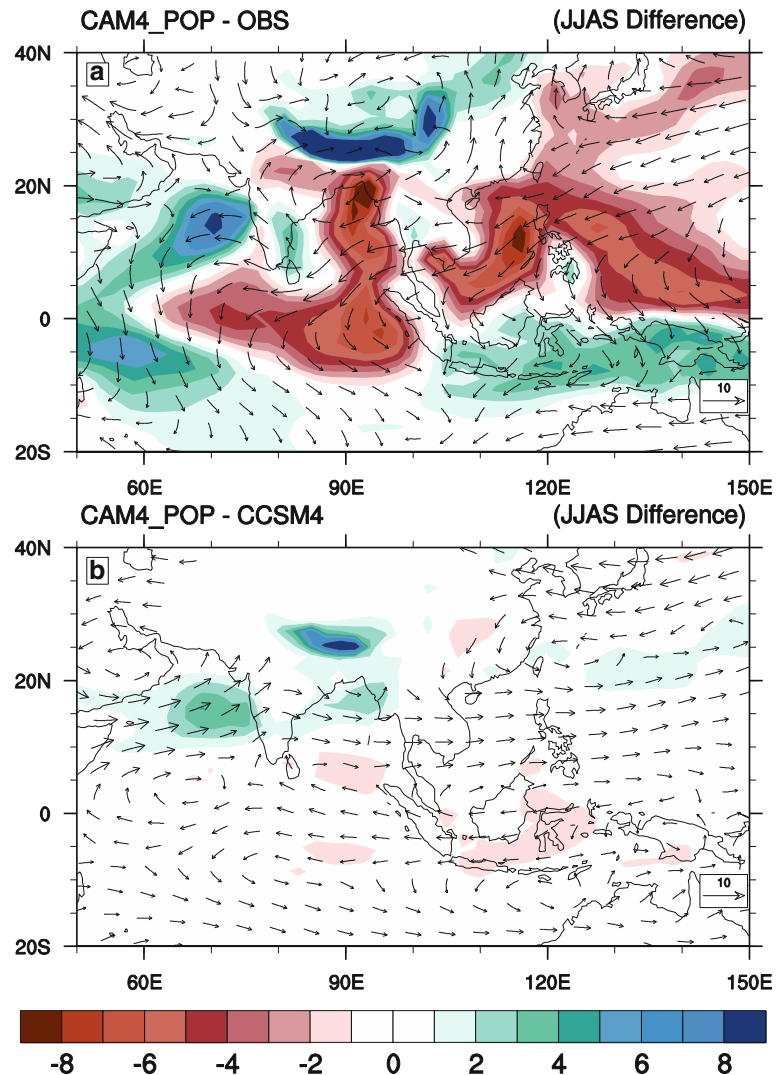 CAM4_POP - OBS (JJAS Difference)
40N
a
20N
0
10
20S
60E 90E 120E 150E
CAM4_POP - CCSM4 (JJAS Difference)
40N
b
20N
0
10
20S
60E 90E 120E 150E
-8 -6 -4 -2 0 2 4 6 8